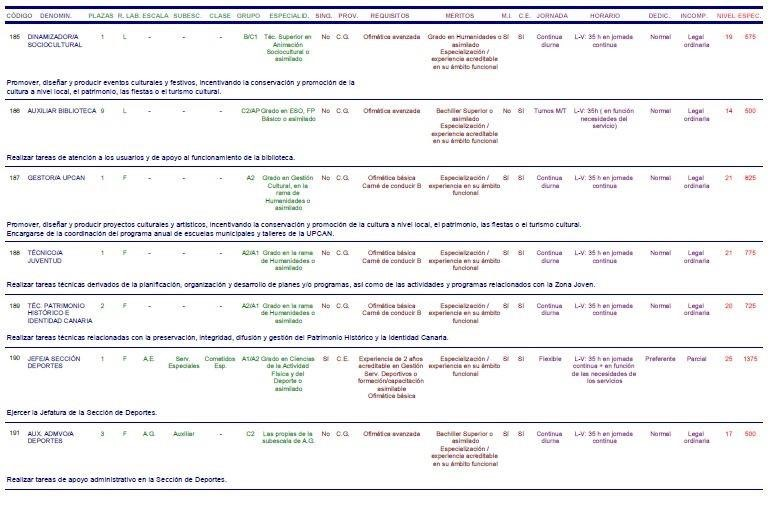 CÓDIGO DENOMIN. PLAZAS R. LAB. ESCALA SUBESC. CLASE GRUPO ESPECIALID. SING. PROV. REQUISITOS MERITOS M.I. C.E. JORNADA HORARIO DEDIC. INCOMP. NIVEL ESPEC.
185 DINAMIZADOR/A 1 L - - - B/C1 Téc. Superior en No C.G. Ofimática avanzada Grado en Humanidades o SI SI Continua L-V: 35 h en jornada Normal Legal 19 575
SOCIOCULTURAL Animación asimilado diurna continua ordinaria
Sociocultural o Especialización /
asimilado experiencia acreditable
en su ámbito funcional
Promover, diseñar y producir eventos culturales y festivos, incentivando la conservación y promoción de la
cultura a nivel local, el patrimonio, las fiestas o el turismo cultural.
186 AUXILIAR BIBLIOTECA 9 L - - - C2/AP Grado en ESO, FP No C.G. Ofimática avanzada Bachiller Superior o No SI Turnos M/T L-V: 35h ( en función Normal Legal 14 500
Básico o asimilado asimilado necesidades del ordinaria
Especialización / servicio)
experiencia acreditable
en su ámbito funcional
Realizar tareas de atención a los usuarios y de apoyo al funcionamiento de la biblioteca.
187 GESTOR/A UPCAN 1 F - - - A2 Grado en Gestión No C.G. Ofimática básica Especialización / SI SI Continua L-V: 35 h en jornada Normal Legal 21 825
Cultural, en la Carné de conducir B experiencia en su ámbito diurna continua ordinaria
rama de funcional
Humanidades o
asimilado
Promover, diseñar y producir proyectos culturales y artísticos, incentivando la conservación y promoción de la cultura a nivel local, el patrimonio, las fiestas o el turismo cultural.
Encargarse de la coordinación del programa anual de escuelas municipales y talleres de la UPCAN.
188 TÉCNICO/A 1 F - - - A2/A1 Grado en la rama No C.G. Ofimática básica Especialización / SI SI Continua L-V: 35 h en jornada Normal Legal 21 775
JUVENTUD de Humanidades o Carné de conducir B experiencia en su ámbito diurna continua ordinaria
asimilado funcional
Realizar tareas técnicas derivados de la planificación, organización y desarrollo de planes y/o programas, así como de las actividades y programas relacionados con la Zona Joven.
189 TÉC. PATRIMONIO 2 F - - - A2/A1 Grado en la rama No C.G. Ofimática básica Especialización / SI SI Continua L-V: 35 h en jornada Normal Legal 20 725
HISTÓRICO E de Humanidades o Carné de conducir B experiencia en su ámbito diurna continua ordinaria
IDENTIDAD CANARIA asimilado funcional
Realizar tareas técnicas relacionadas con la preservación, integridad, difusión y gestión del Patrimonio Histórico y la Identidad Canaria.
190 JEFE/A SECCIÓN 1 F A.E. Serv. Cometidos A1/A2 Grado en Ciencias SI C.E. Experiencia de 2 años Especialización / SI SI Flexible L-V: 35 h en jornada Preferente Parcial 25 1375
DEPORTES Especiales Esp. de la Actividad acreditable en Gestión experiencia en su ámbito continua + en función
Física y del Serv. Deportivos o funcional de las necesidades de
Deporte o formación/capacitación los servicios
asimilado asimilable
Ofimática básica
Ejercer la Jefatura de la Sección de Deportes.
191 AUX. ADMVO/A 3 F A.G. Auxiliar - C2 Las propias de la No C.G. Ofimática avanzada Bachiller Superior o SI SI Continua L-V: 35 h en jornada Normal Legal 17 500
DEPORTES subescala de A.G. asimilado diurna continua ordinaria
Especialización /
experiencia acreditable
en su ámbito funcional
Realizar tareas de apoyo administrativo en la Sección de Deportes.